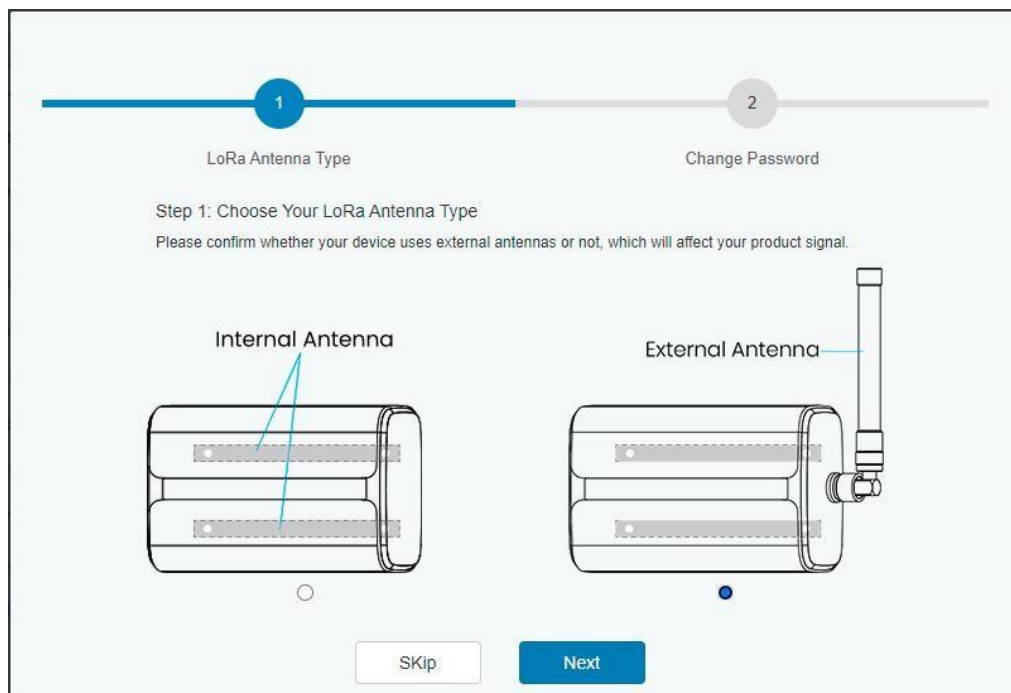 1
2
LoRa Antenna Type
Change Password
Step 1: Choose Your LoRa Antenna Type
Please confirm whether your device uses external antennas or not, which will affect your product signal.
Internal Antenna
External Antenna
SKip
Next